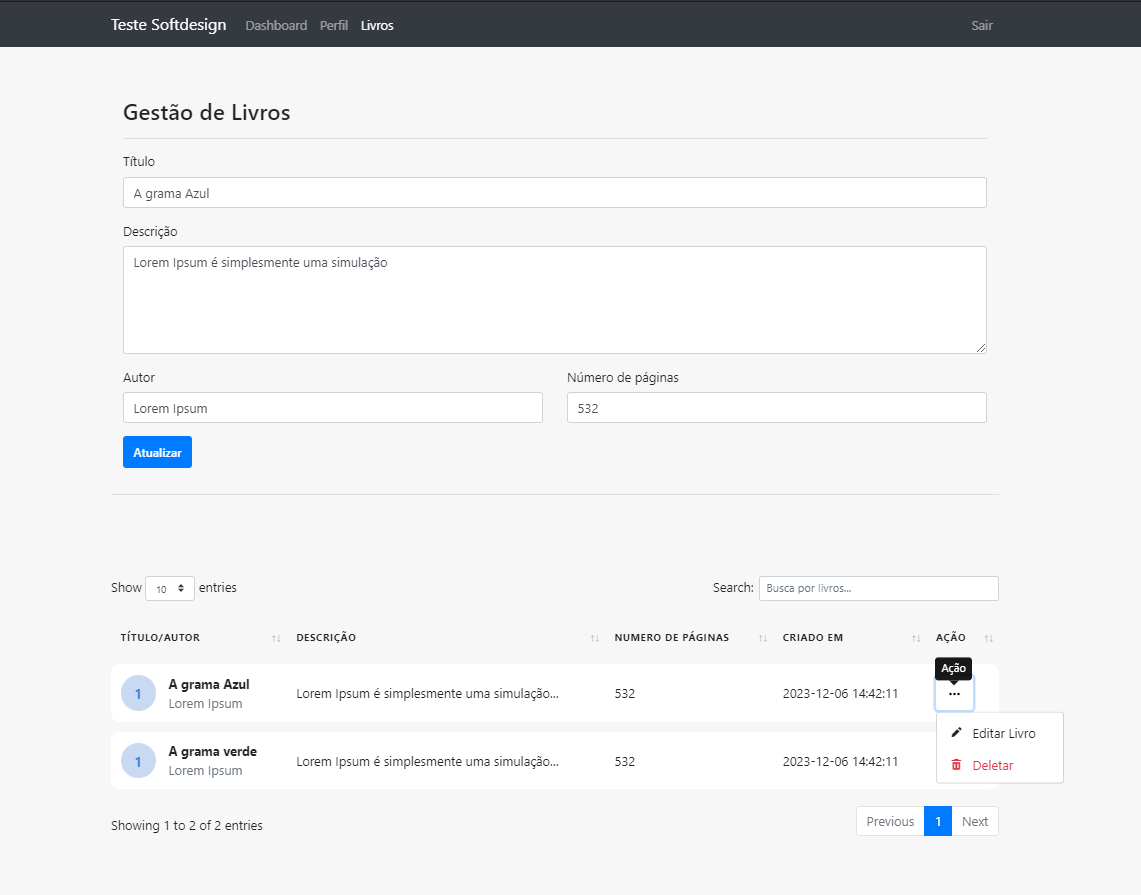 Teste Softdesign Dashboard Perfil Livros Sair
Gestão de Livros
Título
A grama Azul
Descrição
Lorem Ipsum é simplesmente uma simulação
Autor Número de páginas
Lorem Ipsum 532
Atualizar
Show 10 entries Search: Busca por livros...
TÍTULO/AUTOR DESCRIÇÃO NUMERO DE PÁGINAS CRIADO EM AÇÃO
Ação
1 A grama Azul Lorem Ipsum é simplesmente uma simulação... 532 2023-12-06 14:42:11 ...
Lorem Ipsum
Editar Livro
Deletar
1 A grama verde Lorem Ipsum é simplesmente uma simulação... 532 2023-12-06 14:42:11
Lorem Ipsum
Showing 1 to 2 of 2 entries Previous 1 Next